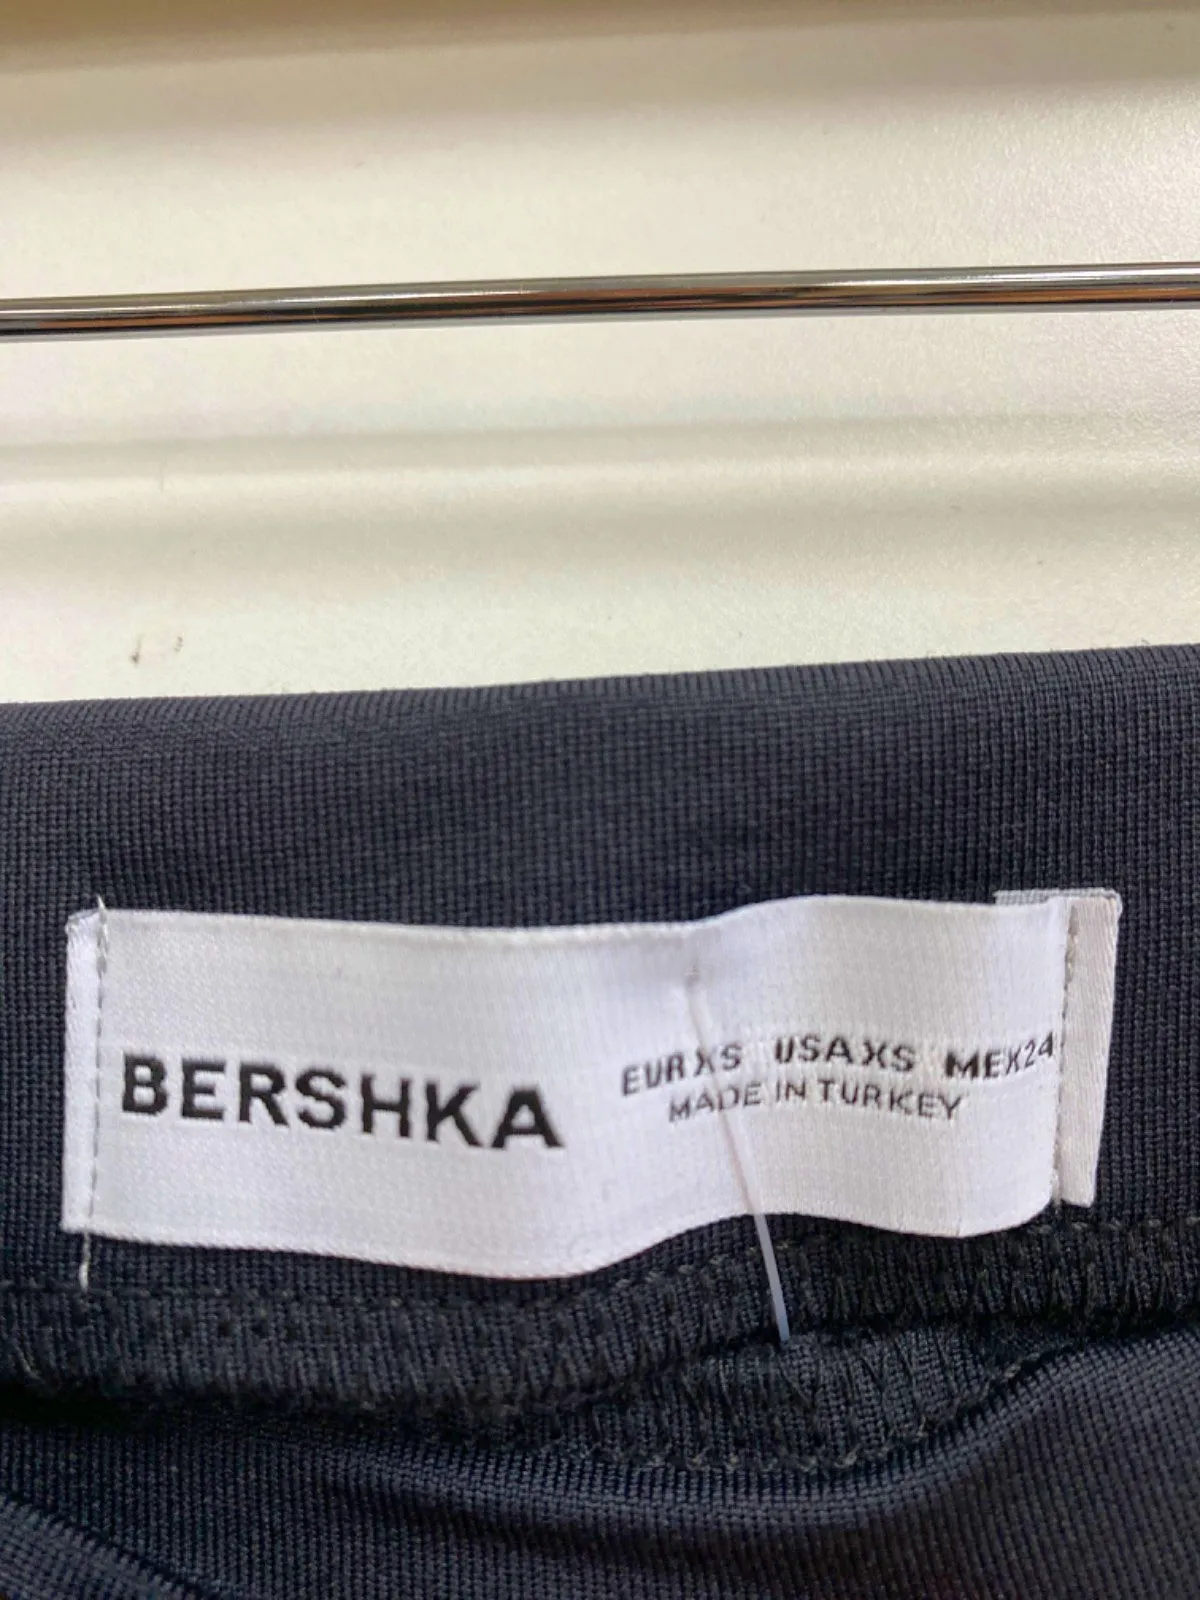 BERSHKA
EUR XS USA XS MEX 24
MADE IN TURKEY